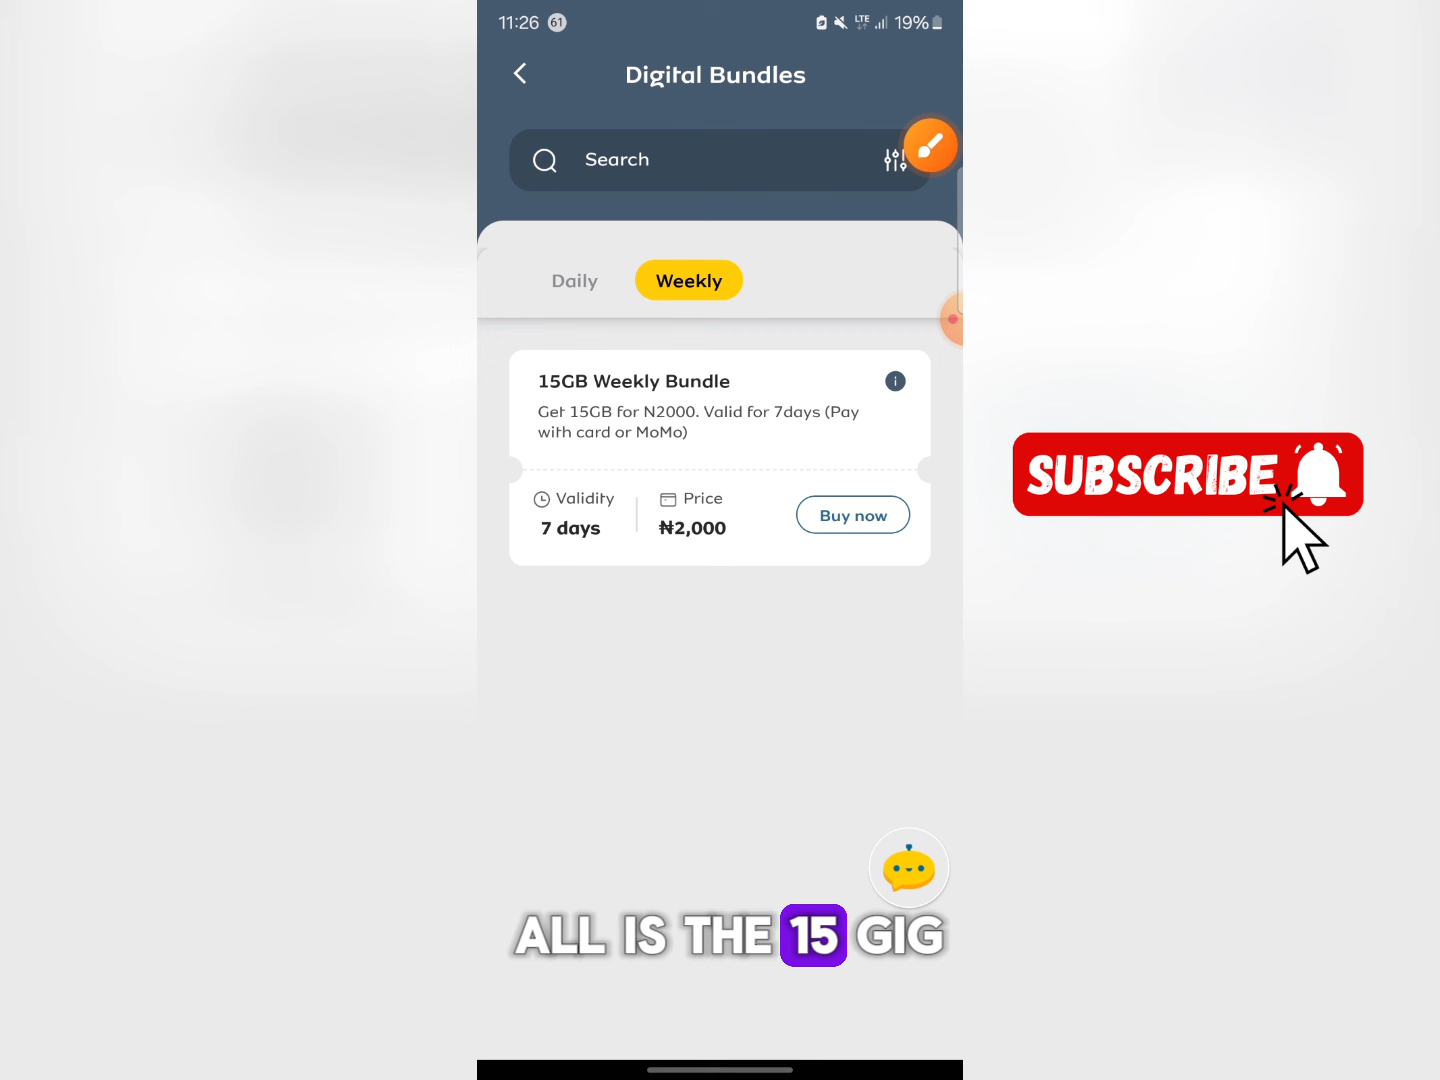 11:26 61 LTE 19%
Digital Bundles
Search
Daily Weekly
15GB Weekly Bundle
Get 15GB for N2000. Valid for 7days (Pay
with card or MoMo)
Validity Price
7 days ₦2,000
Buy now
SUBSCRIBE
ALL IS THE 15 GIG